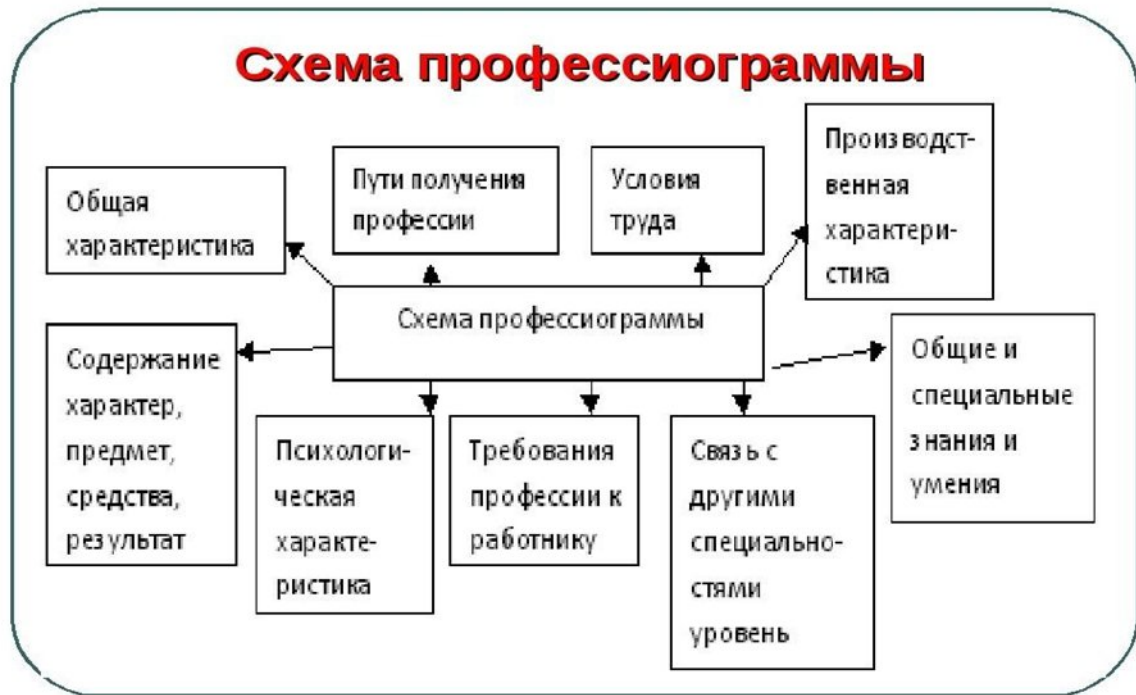 Схема профессиограммы
Общая
характеристика
Пути получения
профессии
Условия
труда
Производст-
венная
характери-
стика
Схема профессиограммы
Содержание
характер,
предмет,
средства,
результат
Психологи-
ческая
характе-
ристика
Требования
профессии к
работнику
Связь с
другими
специально-
стями
уровень
Общие и
специальные
знания и
умения